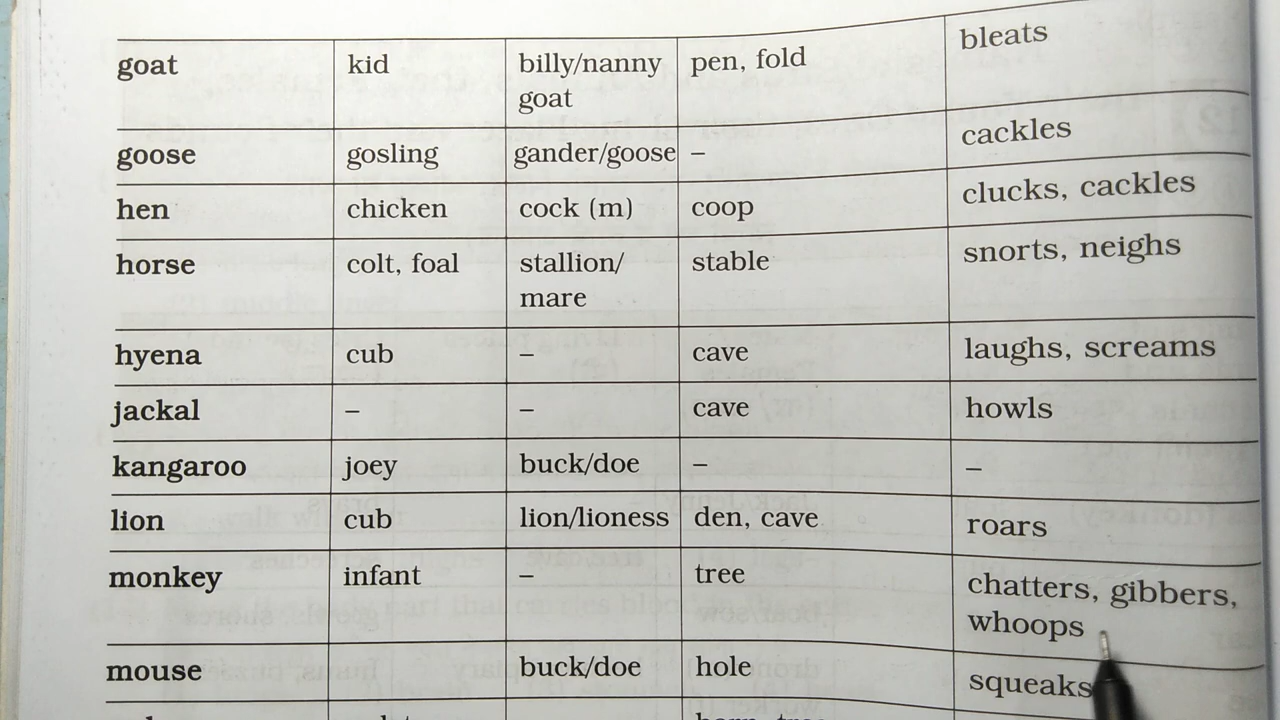 goat kid billy/nanny pen, fold bleats
goat
goose gosling gander/goose – cackles
hen chicken cock (m) coop clucks, cackles
horse colt, foal stallion/ stable snorts, neighs
mare
hyena cub – cave laughs, screams
jackal – – cave howls
kangaroo joey buck/doe – –
lion cub lion/lioness den, cave roars
monkey infant – tree chatters, gibbers,
whoops
mouse buck/doe hole squeaks